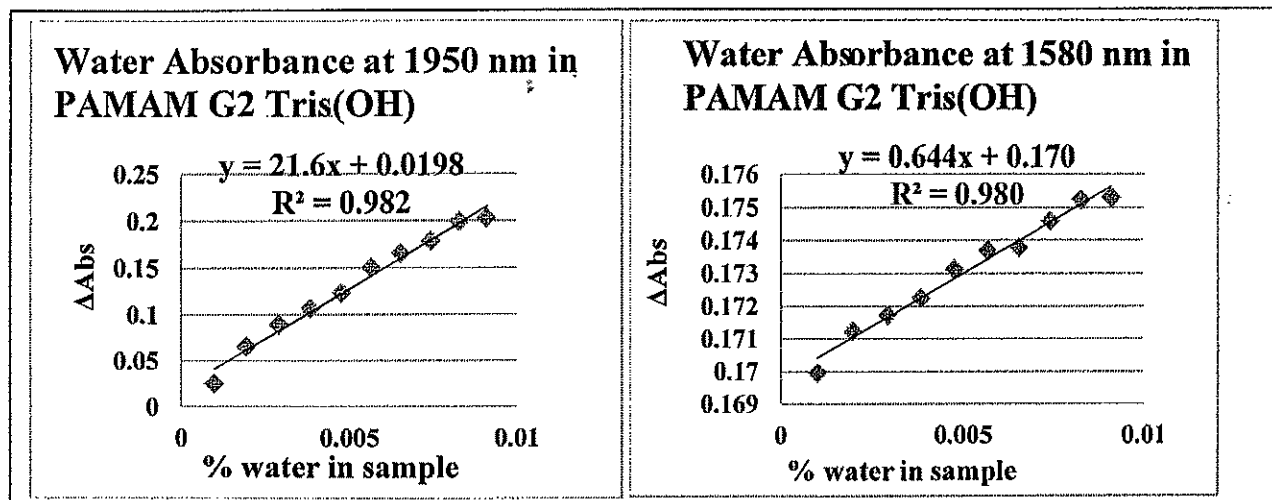 Water Absorbance at 1950 nm in
PAMAM G2 Tris(OH)
y = 21.6x + 0.0198
R² = 0.982
0.25
0.2
0.15
0.1
0.05
0
ΔAbs
0
0.005
0.01
% water in sample
Water Absorbance at 1580 nm in
PAMAM G2 Tris(OH)
y = 0.644x + 0.170
R² = 0.980
0.176
0.175
0.174
0.173
0.172
0.171
0.17
0.169
ΔAbs
0
0.005
0.01
% water in sample